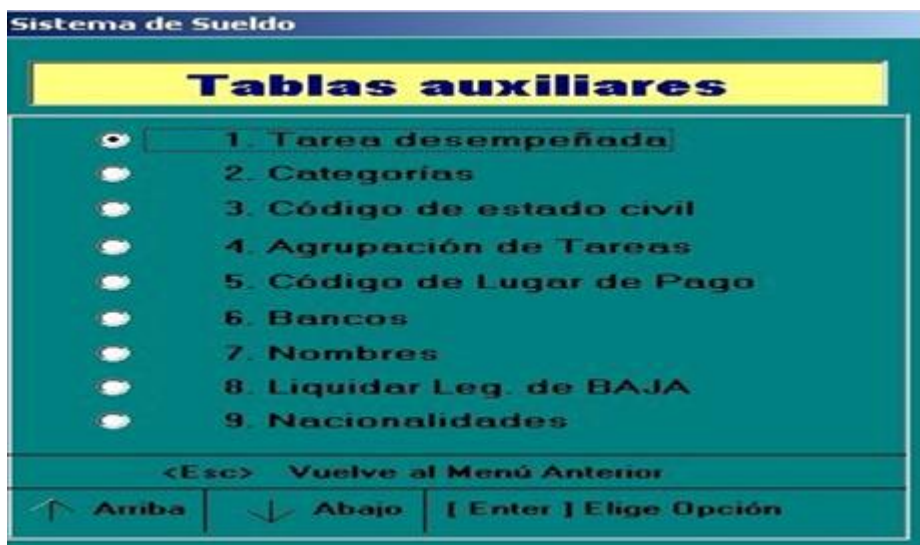 Sistema de Sueldo
Tablas auxiliares
1. Tarea desempeñada
2. Categorías
3. Código de estado civil
4. Agrupación de Tareas
5. Código de Lugar de Pago
6. Bancos
7. Nombres
8. Liquidar Leg. de BAJA
9. Nacionalidades
<Esc> Vuelve al Menú Anterior
↑ Arriba ↓ Abajo [ Enter ] Elige Opción